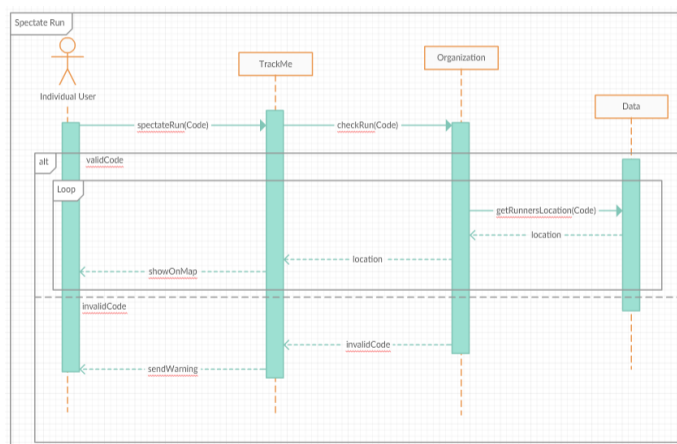 Spectate Run
TrackMe
Organization
Individual User
Data
spectateRun(Code)
checkRun(Code)
alt
validCode
Loop
getRunnersLocation(Code)
location
location
showOnMap
invalidCode
invalidCode
sendWarning